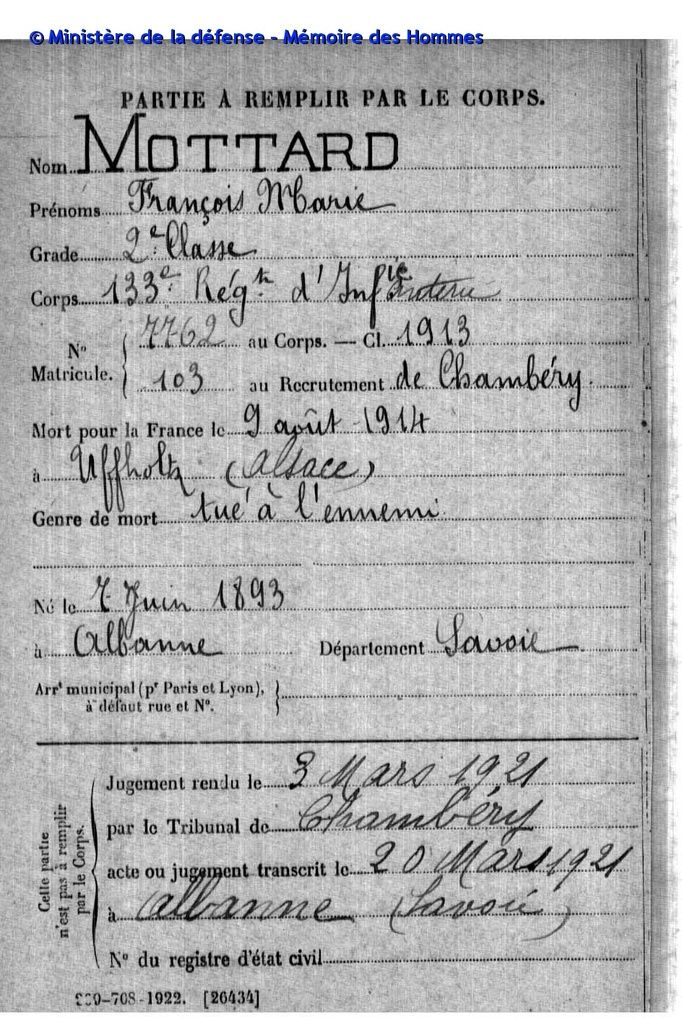 © Ministère de la défense - Mémoire des Hommes
PARTIE À REMPLIR PAR LE CORPS.
Nom MOTTARD
Prénoms François Marie
Grade 2e Classe
Corps 133e Régt d'Infie
N° Matricule. 7762 au Corps. — Cl. 1913
103 au Recrutement de Chambéry.
Mort pour la France le 9 août 1914
à Uffholtz (Alsace)
Genre de mort tué à l'ennemi
Né le 7 Juin 1893
à Albanne Département Savoie
Arrt municipal (pr Paris et Lyon),
à défaut rue et N°.
Cette partie
n'est pas à remplir
par le Corps.
Jugement rendu le 3 Mars 1921
par le Tribunal de Chambéry
acte ou jugement transcrit le 20 Mars 1921
à Albanne (Savoie)
N° du registre d'état civil
-708-1922. [26434]